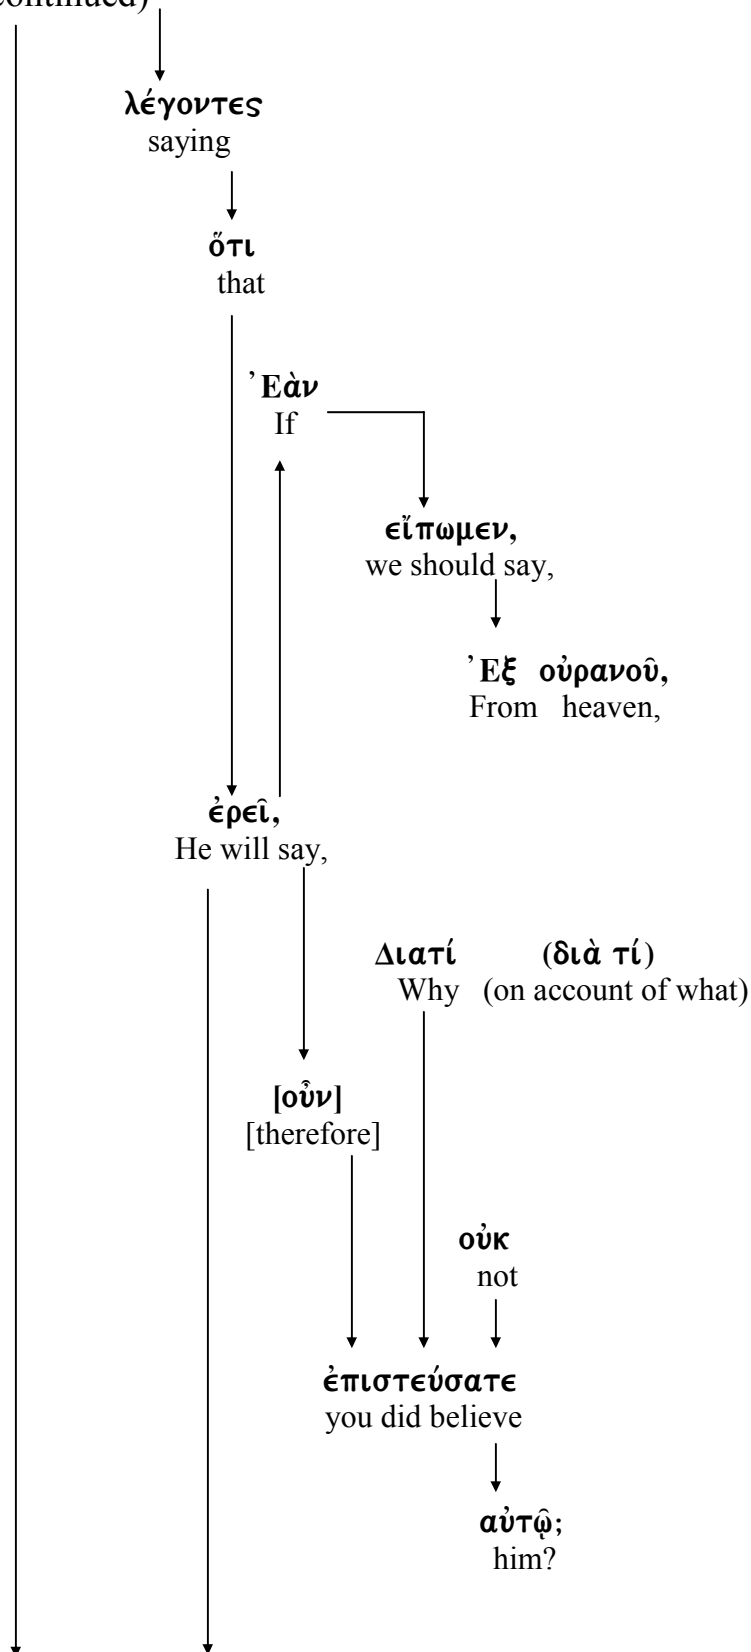 continued)
λέγοντες
saying
ὅτι
that
Ἐὰν
If
εἴπωμεν,
we should say,
Ἐξ οὐρανοῦ,
From heaven,
ἐρεῖ,
He will say,
Διατί (διὰ τί)
Why (on account of what)
[οὖν]
[therefore]
οὐκ
not
ἐπιστεύσατε
you did believe
αὐτῷ;
him?